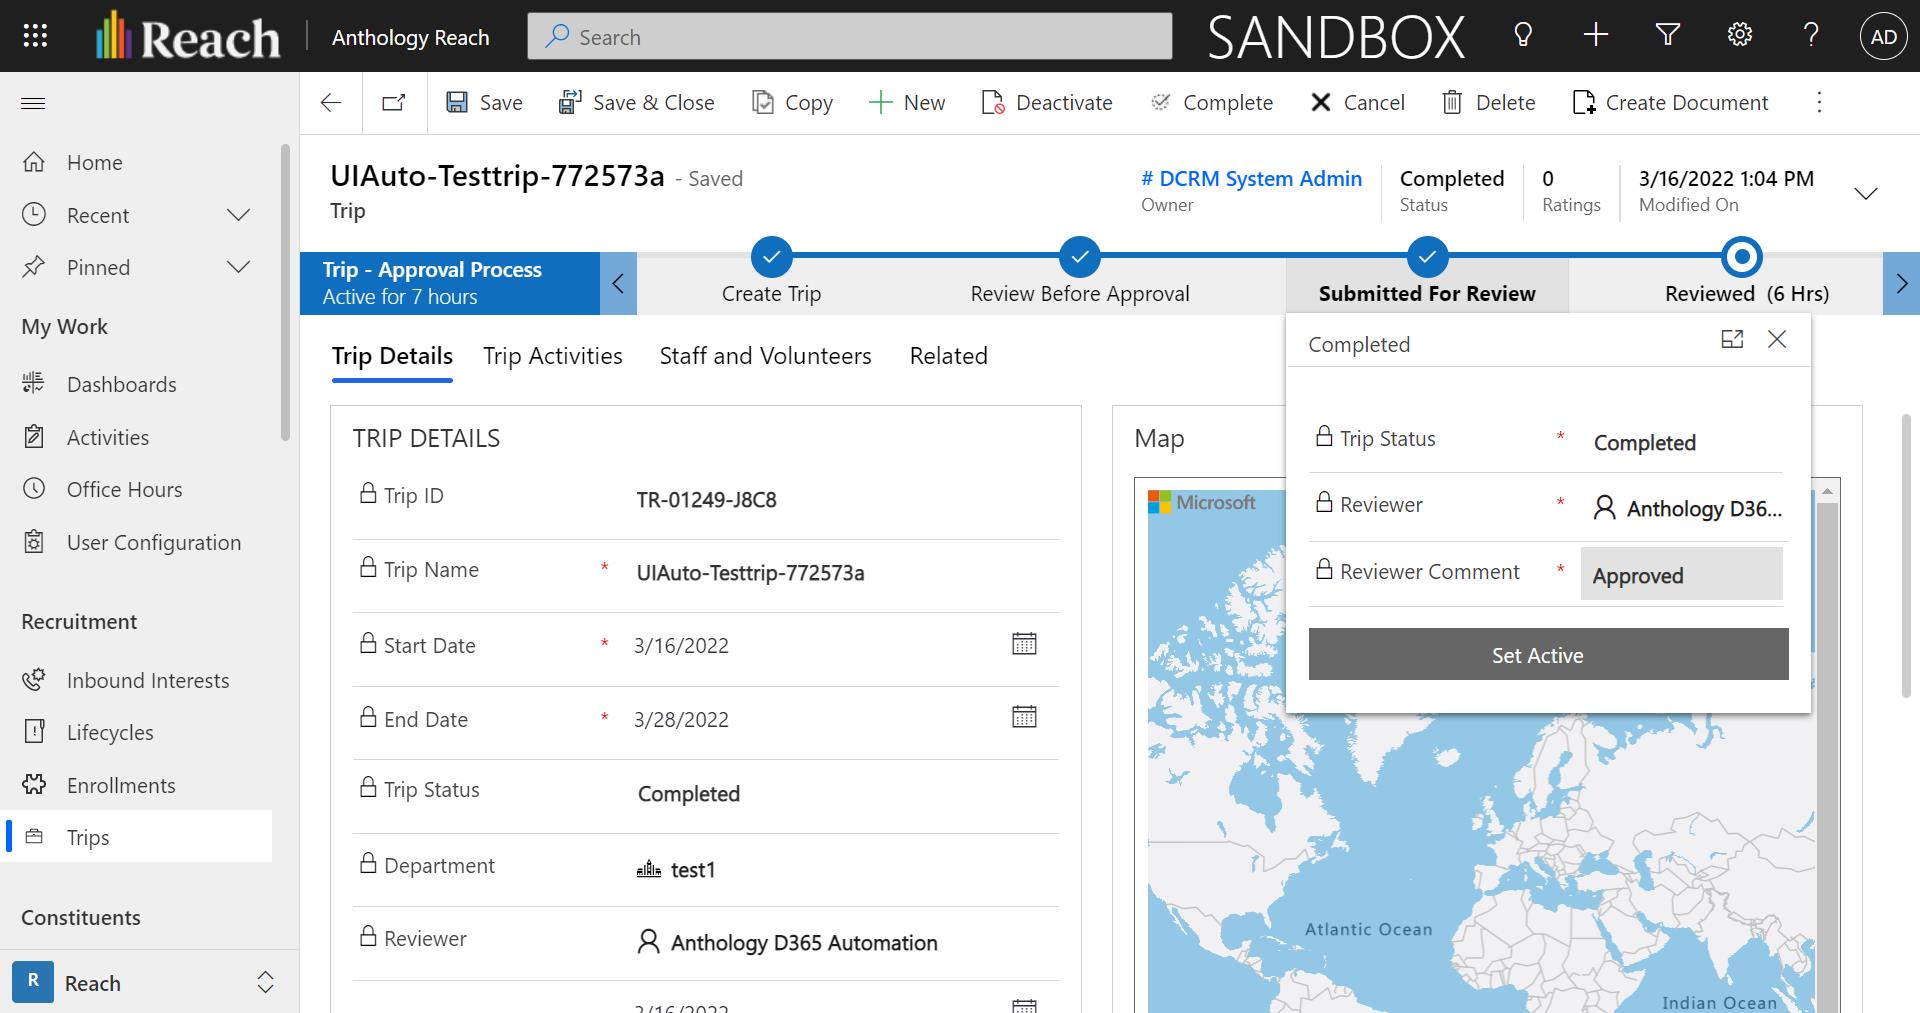 Reach
Anthology Reach
Search
SANDBOX
AD
Save
Save & Close
Copy
New
Deactivate
Complete
Cancel
Delete
Create Document
Home
Recent
Pinned
My Work
Dashboards
Activities
Office Hours
User Configuration
Recruitment
Inbound Interests
Lifecycles
Enrollments
Trips
Constituents
R Reach
UIAuto-Testtrip-772573a - Saved
Trip
# DCRM System Admin
Owner
Completed
Status
0
Ratings
3/16/2022 1:04 PM
Modified On
Trip - Approval Process
Active for 7 hours
Create Trip
Review Before Approval
Submitted For Review
Reviewed (6 Hrs)
Trip Details
Trip Activities
Staff and Volunteers
Related
TRIP DETAILS
Trip ID TR-01249-J8C8
Trip Name * UIAuto-Testtrip-772573a
Start Date * 3/16/2022
End Date * 3/28/2022
Trip Status Completed
Department test1
Reviewer Anthology D365 Automation
3/16/2022
Map
Microsoft
Atlantic Ocean
Indian Ocean
Completed
Trip Status * Completed
Reviewer * Anthology D36...
Reviewer Comment * Approved
Set Active